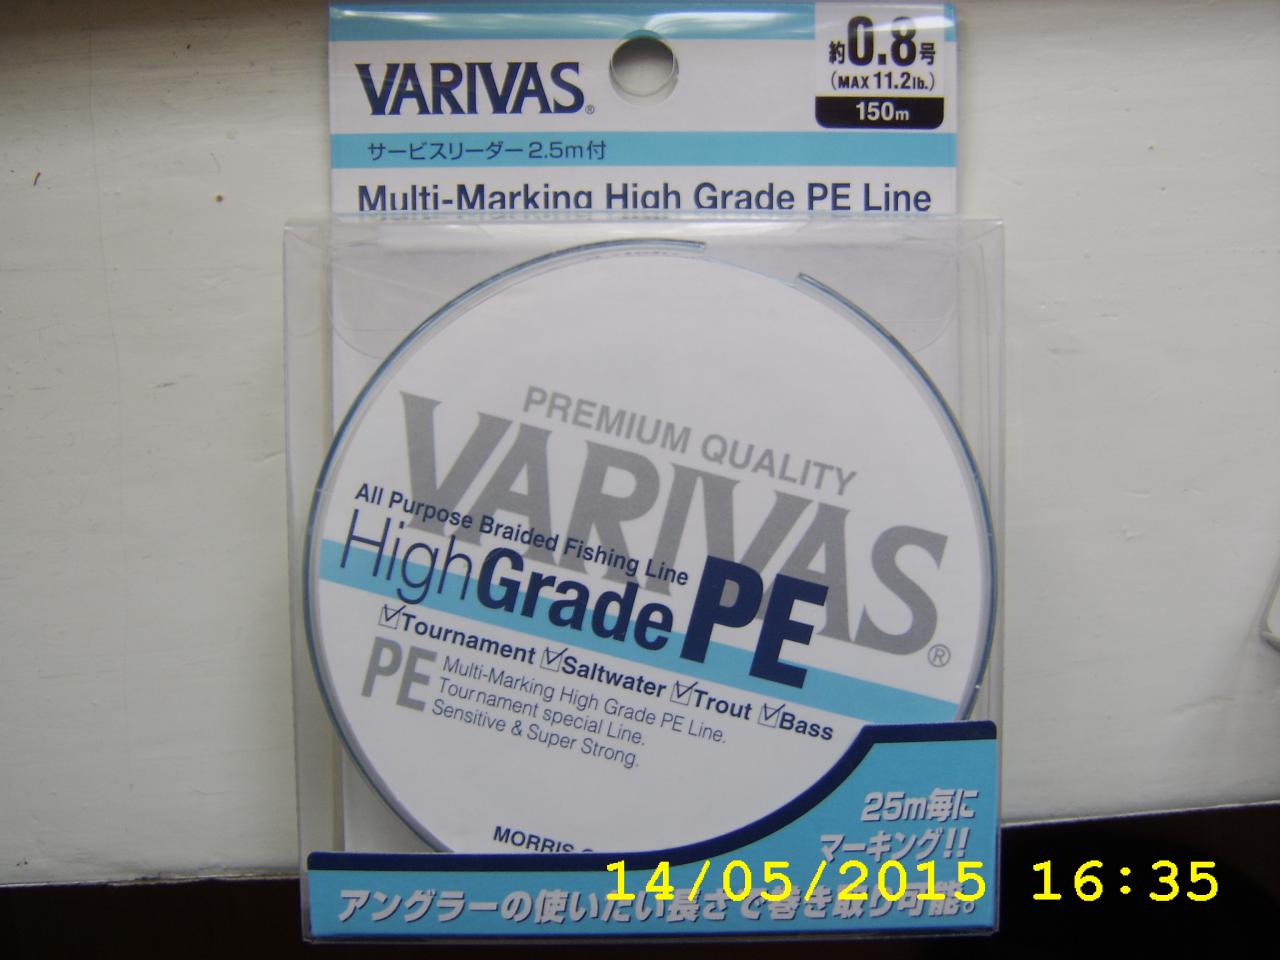 VARIVAS®
約0.8号
(MAX 11.2lb.)
150m
サービスリーダー2.5m付
Multi-Marking High Grade PE Line
PREMIUM QUALITY
VARIVAS®
All Purpose Braided Fishing Line
HighGradePE
☑Tournament ☑Saltwater ☑Trout ☑Bass
PE
Multi-Marking High Grade PE Line.
Tournament special Line.
Sensitive & Super Strong.
MORRIS
25m毎に
マーキング!!
アングラーの使いたい長さで巻き取り可能。
14/05/2015 16:35